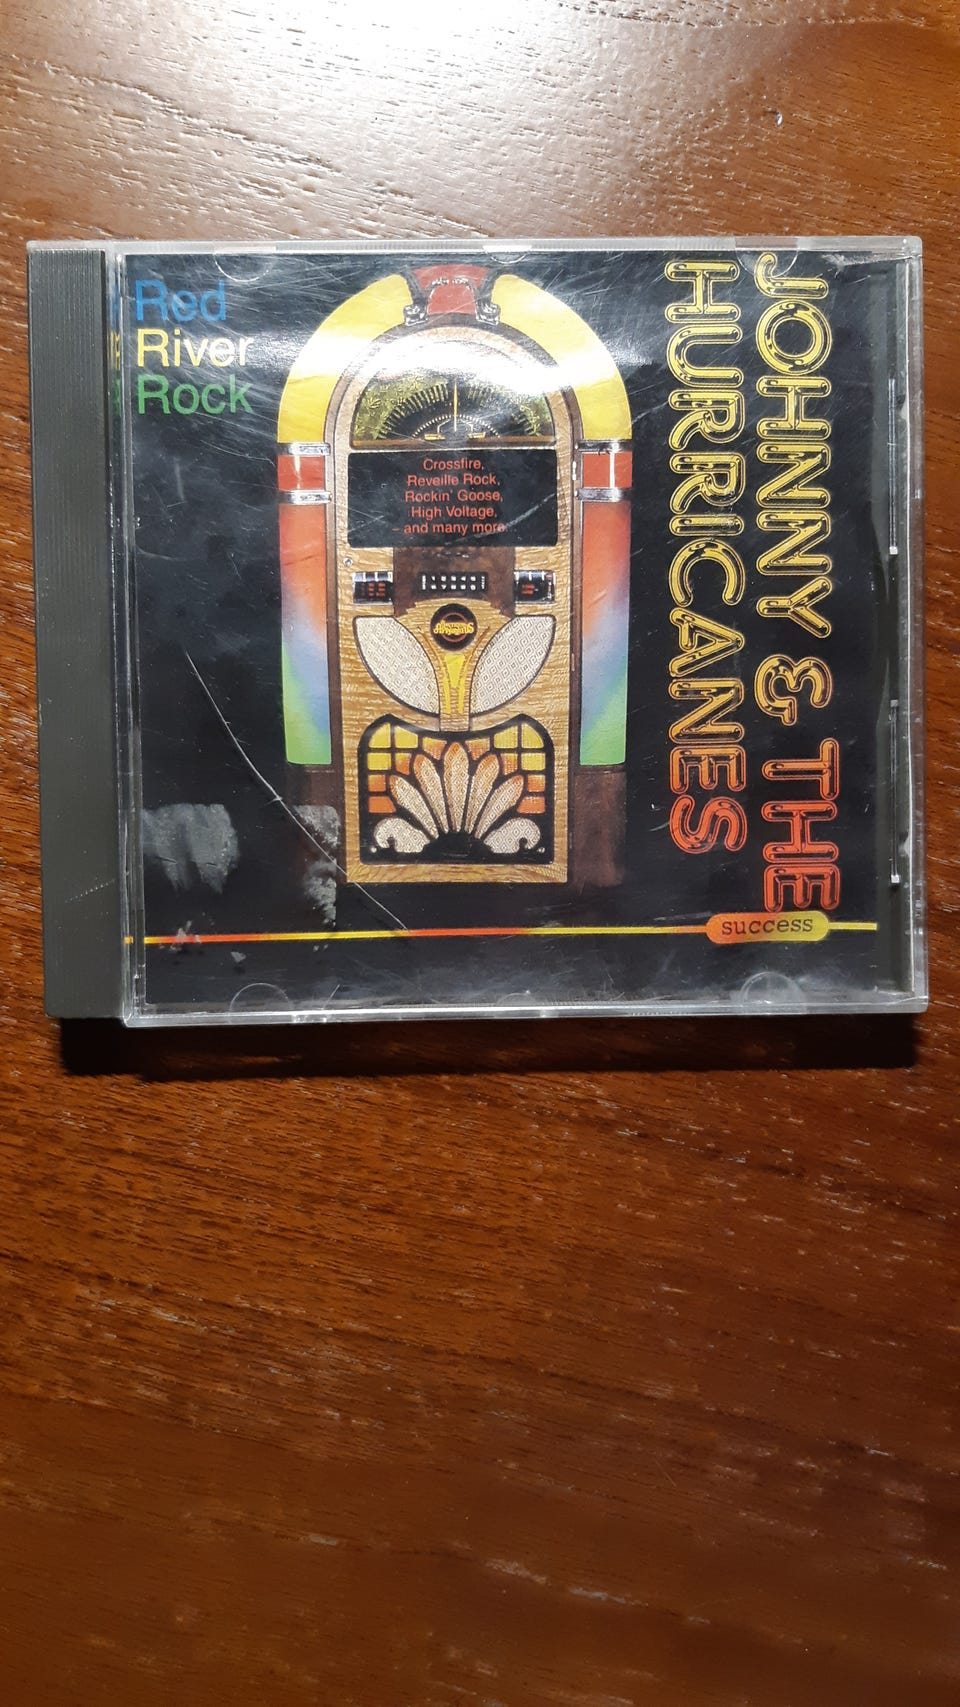 Red
River
Rock
Crossfire,
Reveille Rock,
Rockin' Goose,
High Voltage,
and many more.
JOHNNY & THE
HURRICANES
success